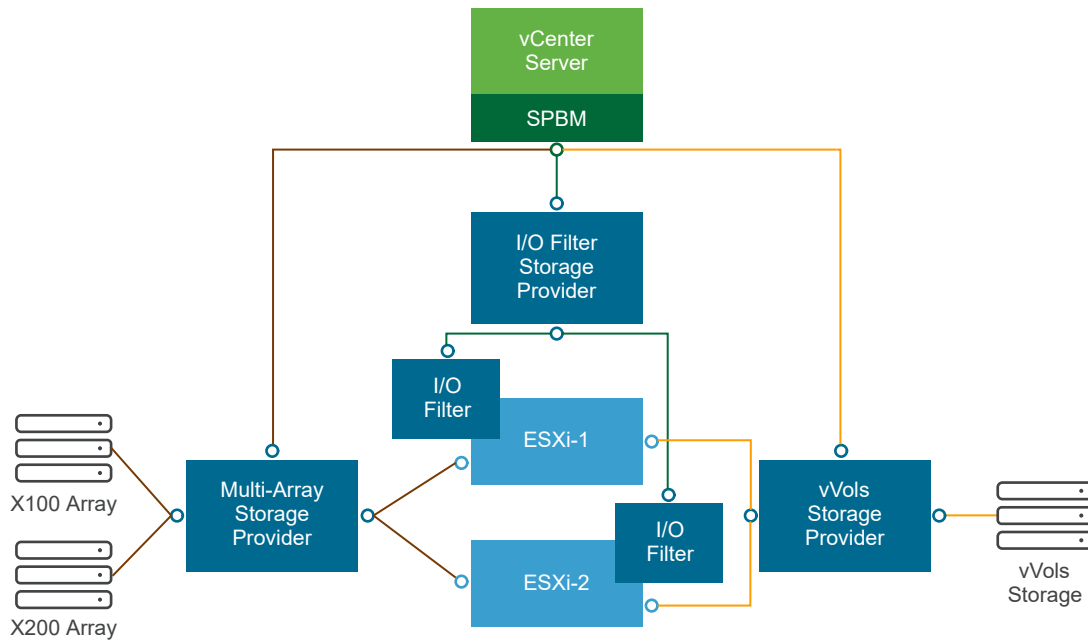 vCenter
Server
SPBM
I/O Filter
Storage
Provider
I/O
Filter
ESXi-1
X100 Array
Multi-Array
Storage
Provider
vVols
Storage
Provider
I/O
Filter
ESXi-2
vVols
Storage
X200 Array